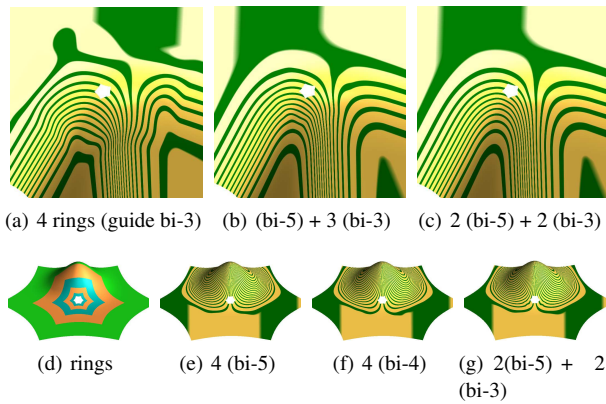 (a) 4 rings (guide bi-3) (b) (bi-5) + 3 (bi-3) (c) 2 (bi-5) + 2 (bi-3)
(d) rings (e) 4 (bi-5) (f) 4 (bi-4) (g) 2(bi-5) + 2
(bi-3)